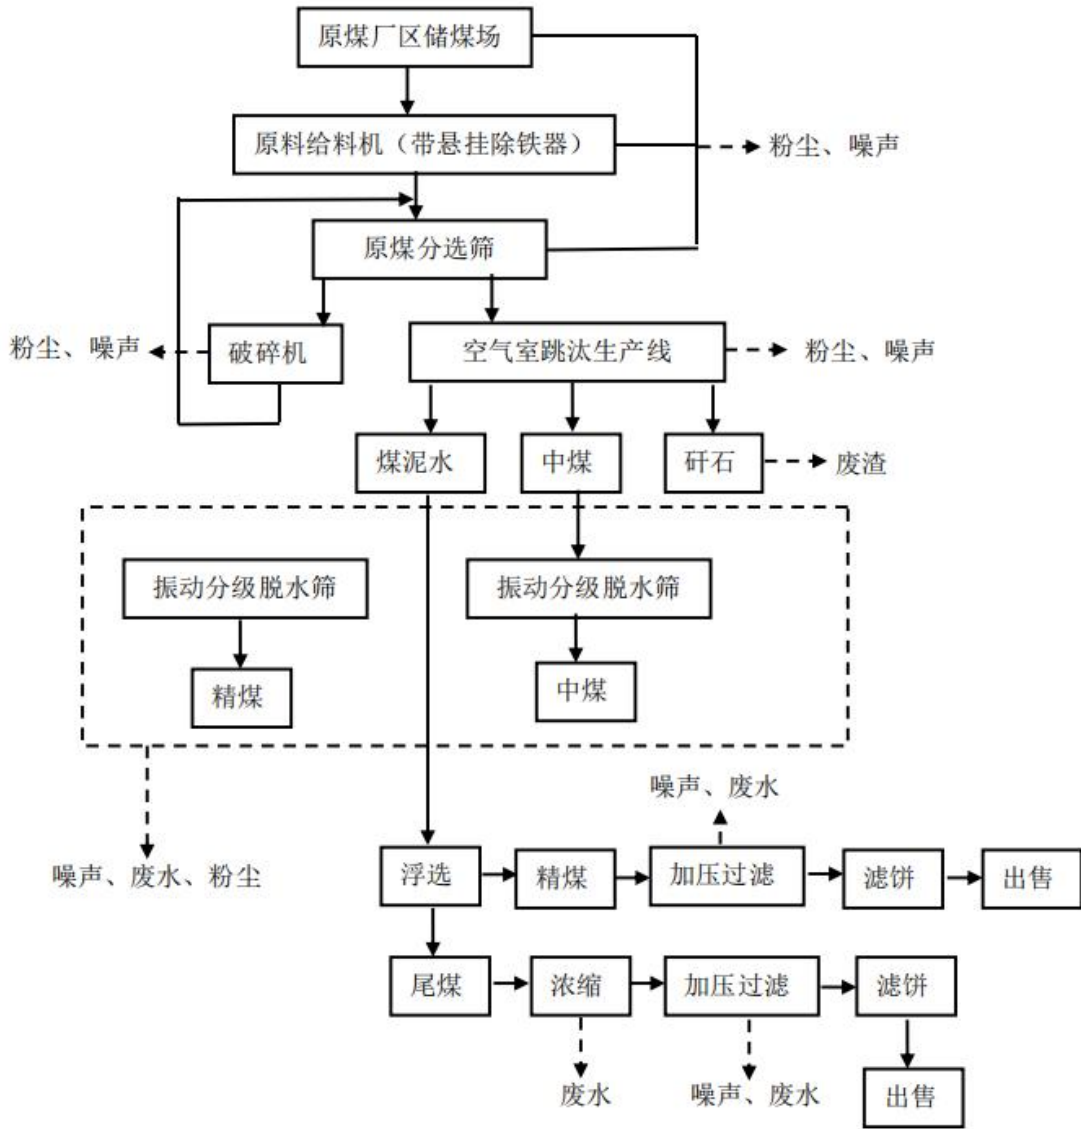 原煤厂区储煤场
原料给料机（带悬挂除铁器）
粉尘、噪声
原煤分选筛
粉尘、噪声
破碎机
空气室跳汰生产线
粉尘、噪声
煤泥水
中煤
矸石
废渣
振动分级脱水筛
振动分级脱水筛
精煤
中煤
噪声、废水
噪声、废水、粉尘
浮选
精煤
加压过滤
滤饼
出售
尾煤
浓缩
加压过滤
滤饼
废水
噪声、废水
出售